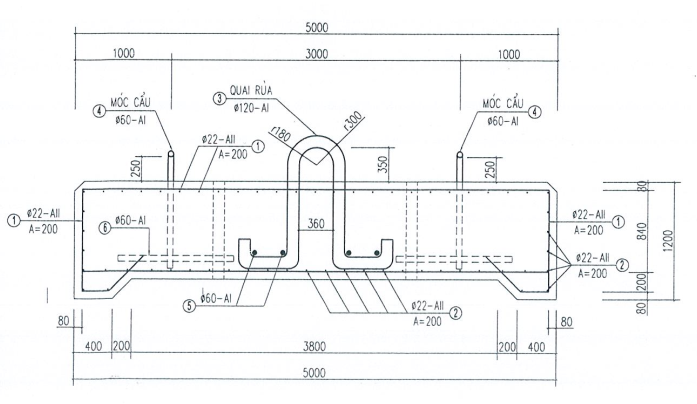 5000
1000
3000
1000
④ MÓC CẨU
ø60-AI
③ QUAI RÙA
ø120-AI
MÓC CẨU ④
ø60-AI
r180
r300
ø22-AII ①
A=200
250
350
250
80
① ø22-AII
A=200
⑥ ø60-AI
360
ø22-AII ①
A=200
840
1200
ø22-AII ②
A=200
200
80
⑤ ø60-AI
ø22-AII ②
A=200
80
80
400
200
3800
200
400
5000